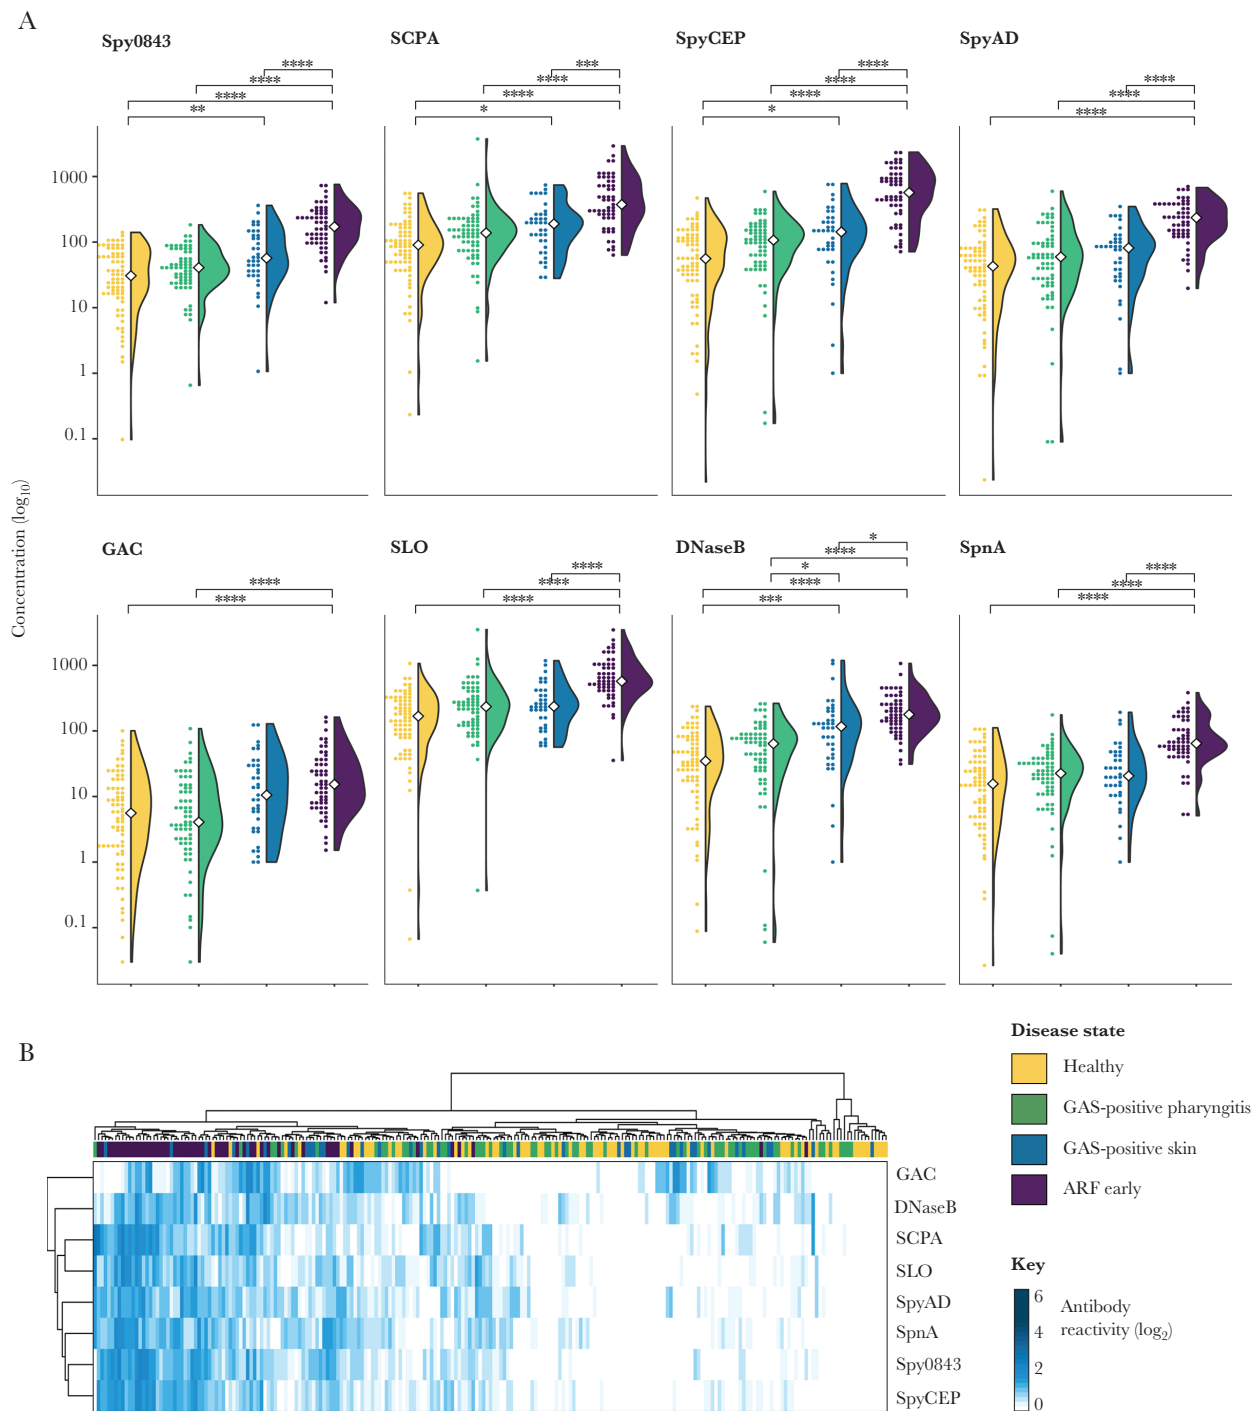 A
Spy0843
SCPA
SpyCEP
SpyAD
****
****
****
**
***
****
****
*
****
****
****
*
****
****
****
1000
100
10
1
0.1
Concentration (log10)
GAC
SLO
DNaseB
SpnA
****
****
****
****
****
*
****
*
****
***
****
****
****
1000
100
10
1
0.1
B
GAC
DNaseB
SCPA
SLO
SpyAD
SpnA
Spy0843
SpyCEP
Disease state
Healthy
GAS-positive pharyngitis
GAS-positive skin
ARF early
Key
6
4
2
0
Antibody
reactivity (log2)